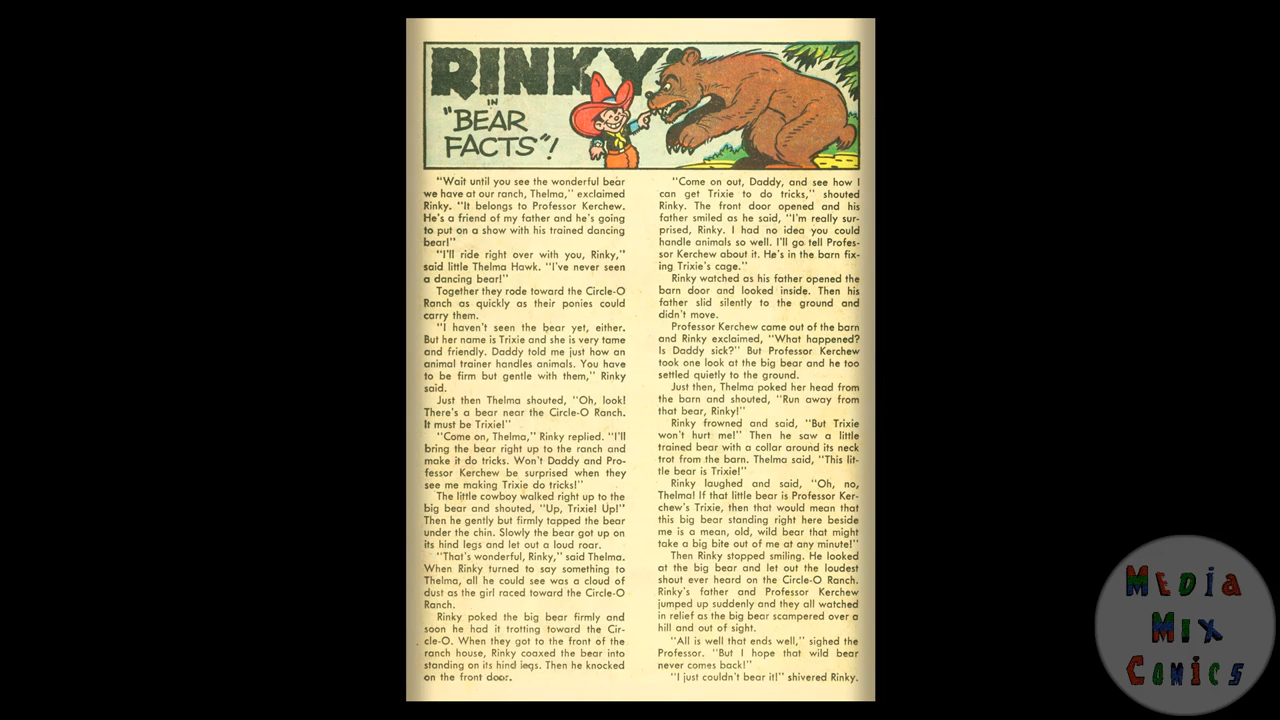 RINKY
IN
"BEAR
FACTS"!
"Wait until you see the wonderful bear
we have at our ranch, Thelma," exclaimed
Rinky. "It belongs to Professor Kerchew.
He's a friend of my father and he's going
to put on a show with his trained dancing
bear!"
"I'll ride right over with you, Rinky,"
said little Thelma Hawk. "I've never seen
a dancing bear!"
Together they rode toward the Circle-O
Ranch as quickly as their ponies could
carry them.
"I haven't seen the bear yet, either.
But her name is Trixie and she is very tame
and friendly. Daddy told me just how an
animal trainer handles animals. You have
to be firm but gentle with them," Rinky
said.
Just then Thelma shouted, "Oh, look!
There's a bear near the Circle-O Ranch.
It must be Trixie!"
"Come on, Thelma," Rinky replied. "I'll
bring the bear right up to the ranch and
make it do tricks. Won't Daddy and Pro-
fessor Kerchew be surprised when they
see me making Trixie do tricks!"
The little cowboy walked right up to the
big bear and shouted, "Up, Trixie! Up!"
Then he gently but firmly tapped the bear
under the chin. Slowly the bear got up on
its hind legs and let out a loud roar.
"That's wonderful, Rinky," said Thelma.
When Rinky turned to say something to
Thelma, all he could see was a cloud of
dust as the girl raced toward the Circle-O
Ranch.
Rinky poked the big bear firmly and
soon he had it trotting toward the Cir-
cle-O. When they got to the front of the
ranch house, Rinky coaxed the bear into
standing on its hind legs. Then he knocked
on the front door.
"Come on out, Daddy, and see how I
can get Trixie to do tricks," shouted
Rinky. The front door opened and his
father smiled as he said, "I'm really sur-
prised, Rinky. I had no idea you could
handle animals so well. I'll go tell Profes-
sor Kerchew about it. He's in the barn fix-
ing Trixie's cage."
Rinky watched as his father opened the
barn door and looked inside. Then his
father slid silently to the ground and
didn't move.
Professor Kerchew came out of the barn
and Rinky exclaimed, "What happened?
Is Daddy sick?" But Professor Kerchew
took one look at the big bear and he too
settled quietly to the ground.
Just then, Thelma poked her head from
the barn and shouted, "Run away from
that bear, Rinky!"
Rinky frowned and said, "But Trixie
won't hurt me!" Then he saw a little
trained bear with a collar around its neck
trot from the barn. Thelma said, "This lit-
tle bear is Trixie!"
Rinky laughed and said, "Oh, no,
Thelma! If that little bear is Professor Ker-
chew's Trixie, then that would mean that
this big bear standing right here beside
me is a mean, old, wild bear that might
take a big bite out of me at any minute!"
Then Rinky stopped smiling. He looked
at the big bear and let out the loudest
shout ever heard on the Circle-O Ranch.
Rinky's father and Professor Kerchew
jumped up suddenly and they all watched
in relief as the big bear scampered over a
hill and out of sight.
"All is well that ends well," sighed the
Professor. "But I hope that wild bear
never comes back!"
"I just couldn't bear it!" shivered Rinky.
MEDia
MiX
CoMiCS